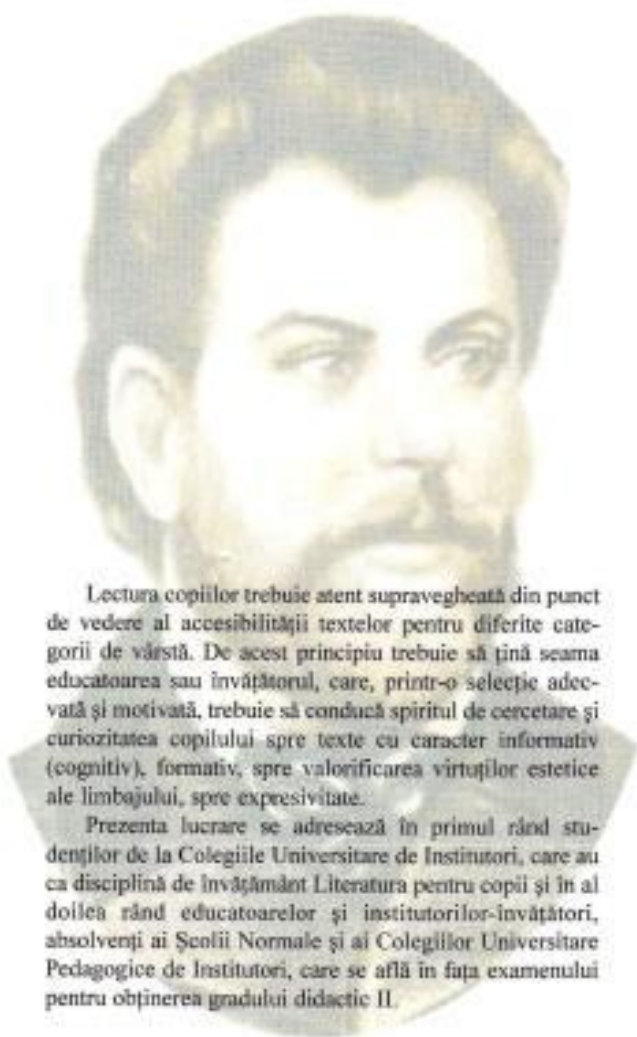 Lectura copiilor trebuie atent supravegheată din punct
de vedere al accesibilității textelor pentru diferite cate-
gorii de vârstă. De acest principiu trebuie să țină seama
educatoarea sau învățătorul, care, printr-o selecție adec-
vată și motivată, trebuie să conducă spiritul de cercetare și
curiozitatea copilului spre texte cu caracter informativ
(cognitiv), formativ, spre valorificarea virtuților estetice
ale limbajului, spre expresivitate.
Prezenta lucrare se adresează în primul rând stu-
denților de la Colegiile Universitare de Institutori, care au
ca disciplină de învățământ Literatura pentru copii și în al
doilea rând educatoarelor și institutorilor-învățători,
absolvenți ai Școlii Normale și ai Colegiilor Universitare
Pedagogice de Institutori, care se află în fața examenului
pentru obținerea gradului didactic II.